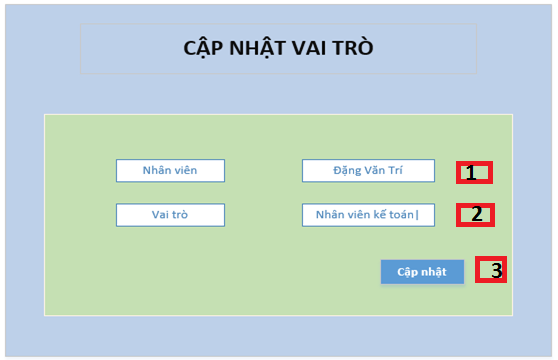 CẬP NHẬT VAI TRÒ
Nhân viên Đặng Văn Trí 1
Vai trò Nhân viên kế toán| 2
Cập nhật 3